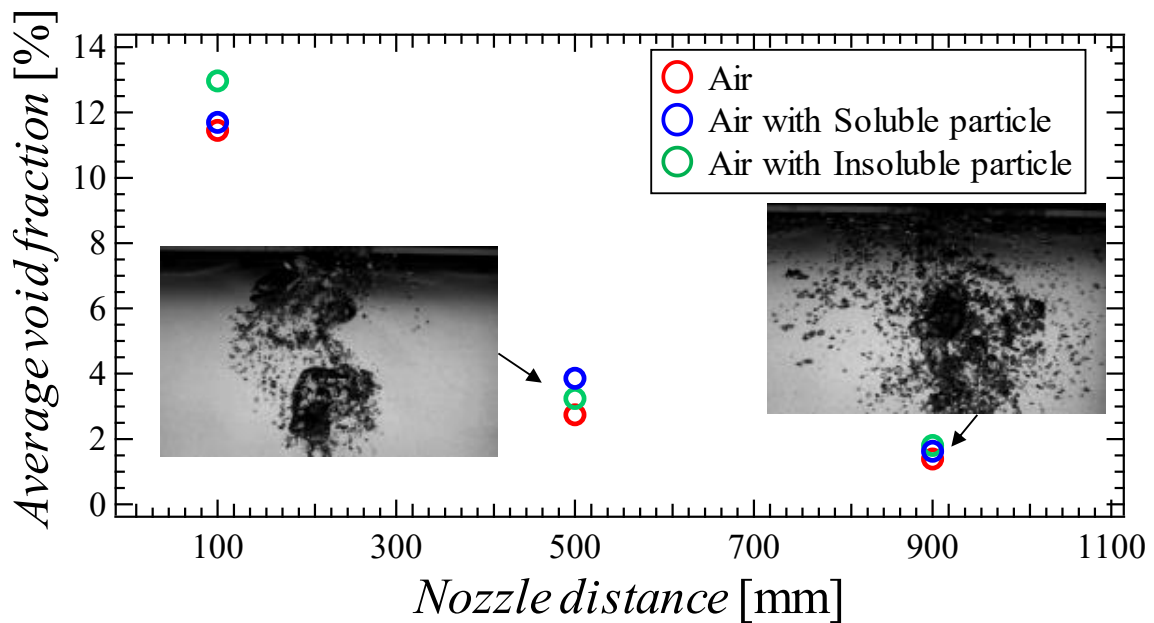 Average void fraction [%]
14
12
10
8
6
4
2
0
Air
Air with Soluble particle
Air with Insoluble particle
100 300 500 700 900 1100
Nozzle distance [mm]